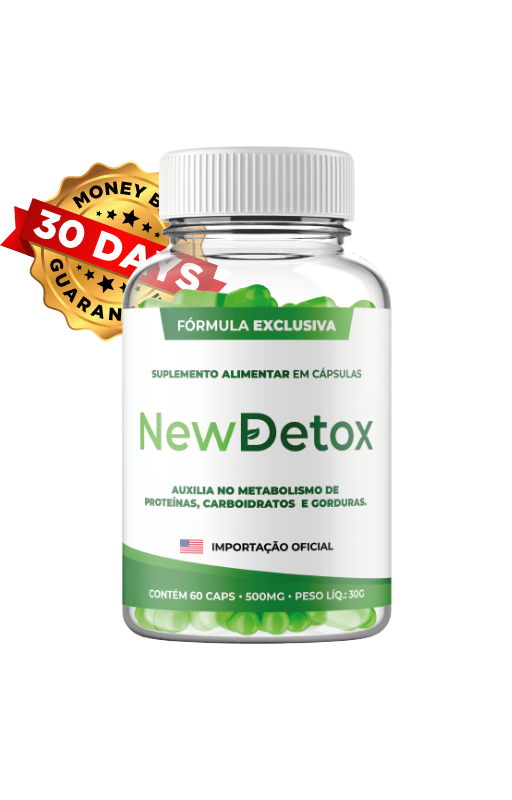 MONEY B
30 DAYS
GUARAN
FÓRMULA EXCLUSIVA
SUPLEMENTO ALIMENTAR EM CÁPSULAS
NewDetox
AUXILIA NO METABOLISMO DE
PROTEÍNAS, CARBOIDRATOS E GORDURAS.
IMPORTAÇÃO OFICIAL
CONTÉM 60 CAPS • 500MG • PESO LÍQ.: 30G